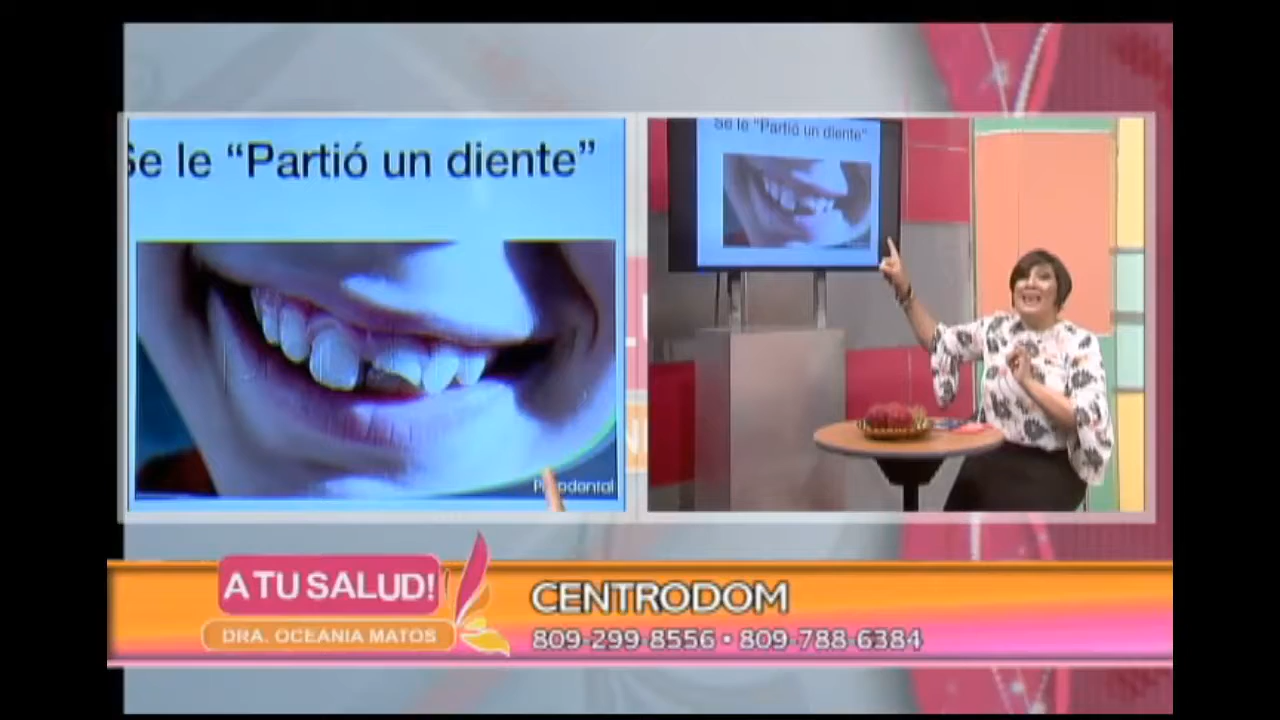 Se le “Partió un diente”
Prodontal
Se le “Partió un diente”
A TU SALUD!
DRA. OCEANIA MATOS
CENTRODOM
809-299-8556 • 809-788-6384